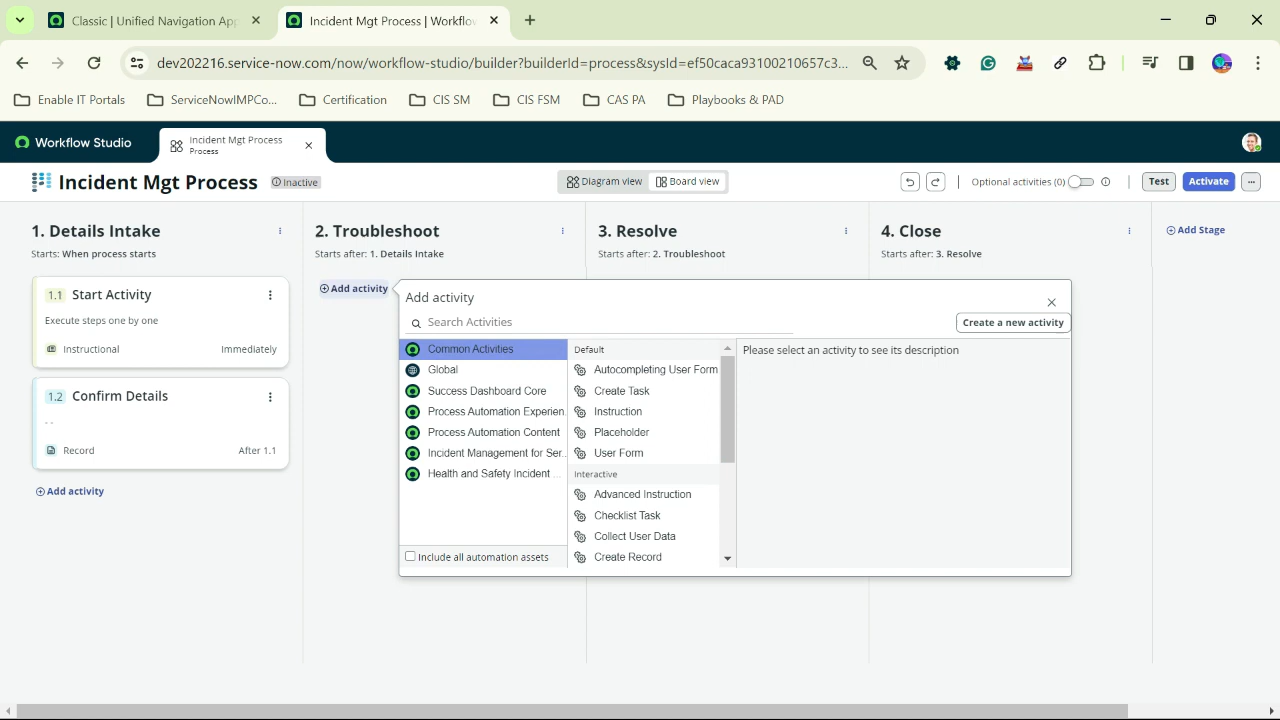 Classic | Unified Navigation App
Incident Mgt Process | Workflow
dev202216.service-now.com/now/workflow-studio/builder?builderId=process&sysId=ef50caca93100210657c3...
Enable IT Portals
ServiceNowIMPCo...
Certification
CIS SM
CIS FSM
CAS PA
Playbooks & PAD
Workflow Studio
Incident Mgt Process
Process
Incident Mgt Process
Inactive
Diagram view
Board view
Optional activities (0)
Test
Activate
...
1. Details Intake
Starts: When process starts
2. Troubleshoot
Starts after: 1. Details Intake
3. Resolve
Starts after: 2. Troubleshoot
4. Close
Starts after: 3. Resolve
Add Stage
1.1 Start Activity
Execute steps one by one
Instructional
Immediately
1.2 Confirm Details
- -
Record
After 1.1
Add activity
Add activity
Add activity
Search Activities
Create a new activity
Common Activities
Global
Success Dashboard Core
Process Automation Experien
Process Automation Content
Incident Management for Ser..
Health and Safety Incident ...
Include all automation assets
Default
Autocompleting User Form
Create Task
Instruction
Placeholder
User Form
Interactive
Advanced Instruction
Checklist Task
Collect User Data
Create Record
Please select an activity to see its description